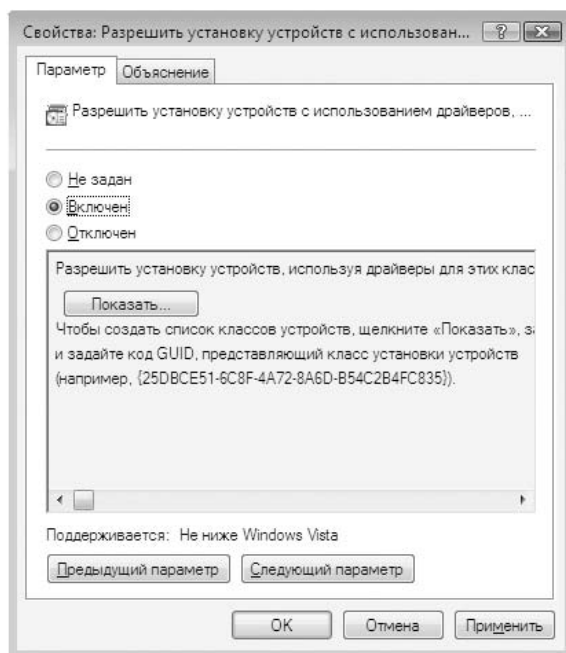 Свойства: Разрешить установку устройств с использован...
Параметр Объяснение
Разрешить установку устройств с использованием драйверов, ...
Не задан
Включен
Отключен
Разрешить установку устройств, используя драйверы для этих клас
Показать...
Чтобы создать список классов устройств, щелкните «Показать», за
и задайте код GUID, представляющий класс установки устройств
(например, {25DBCE51-6C8F-4A72-8A6D-B54C2B4FC835}).
Поддерживается: Не ниже Windows Vista
Предыдущий параметр Следующий параметр
OK Отмена Применить